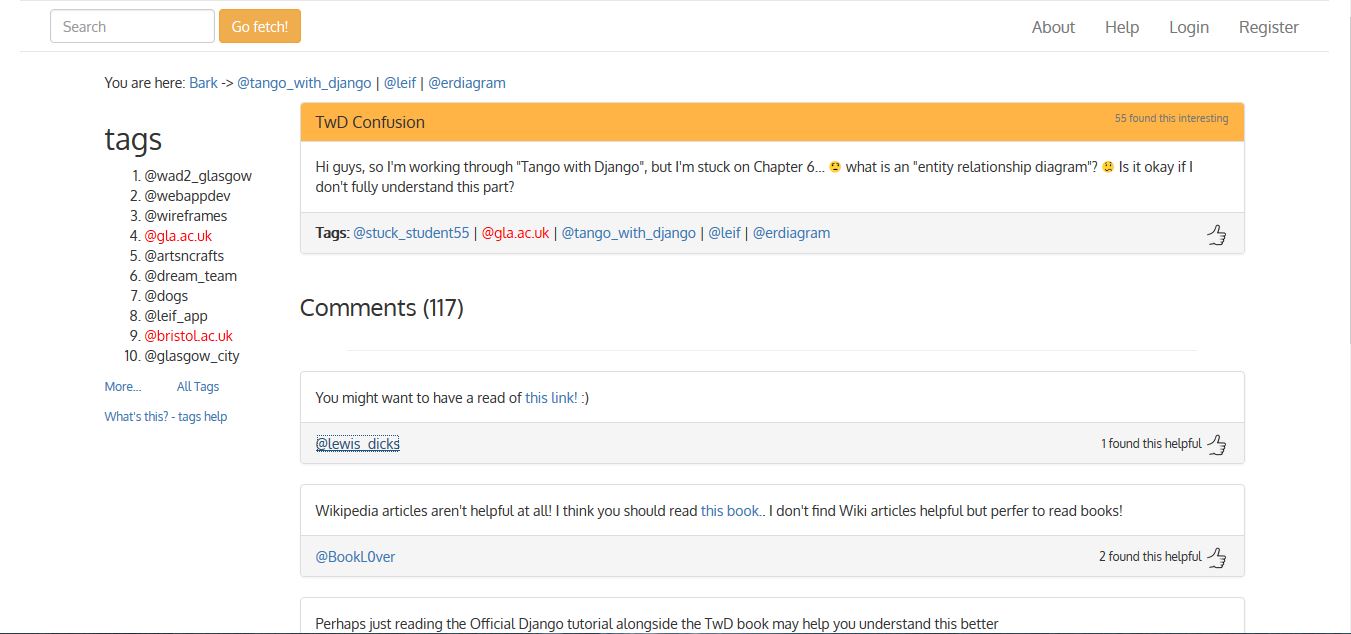 Search Go fetch! About Help Login Register
You are here: Bark -> @tango_with_django | @leif | @erdiagram
tags
1. @wad2_glasgow
2. @webappdev
3. @wireframes
4. @gla.ac.uk
5. @artsncrafts
6. @dream_team
7. @dogs
8. @leif_app
9. @bristol.ac.uk
10. @glasgow_city
More... All Tags
What's this? - tags help
TwD Confusion 55 found this interesting
Hi guys, so I'm working through "Tango with Django", but I'm stuck on Chapter 6... what is an "entity relationship diagram"? Is it okay if I
don't fully understand this part?
Tags: @stuck_student55 | @gla.ac.uk | @tango_with_django | @leif | @erdiagram
Comments (117)
You might want to have a read of this link! :)
@lewis_dicks 1 found this helpful
Wikipedia articles aren't helpful at all! I think you should read this book.. I don't find Wiki articles helpful but perfer to read books!
@BookL0ver 2 found this helpful
Perhaps just reading the Official Django tutorial alongside the TwD book may help you understand this better